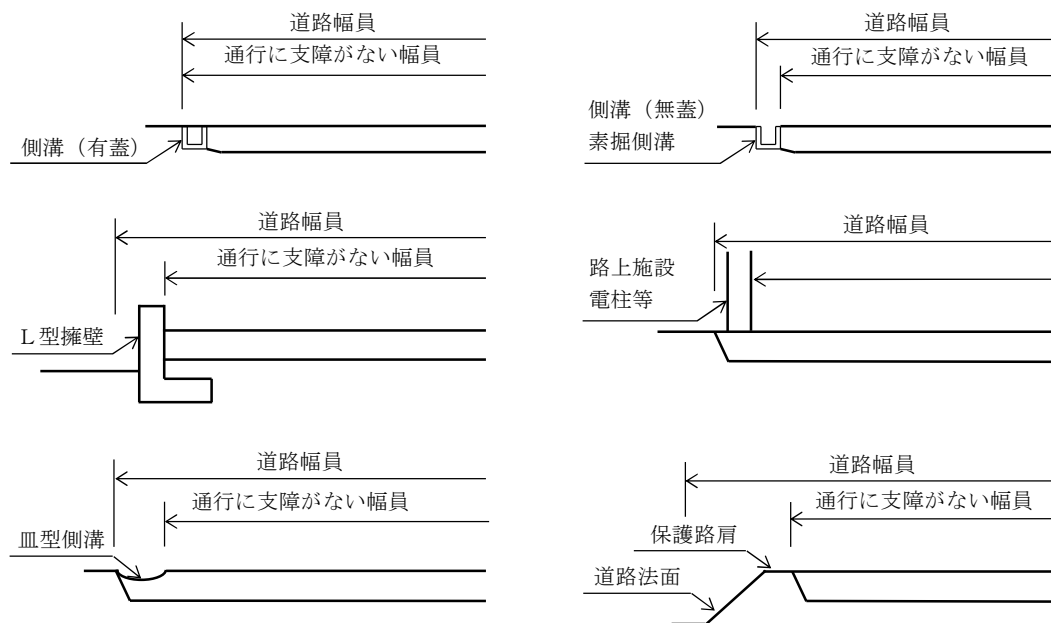 道路幅員
通行に支障がない幅員
側溝（有蓋）
道路幅員
通行に支障がない幅員
側溝（無蓋）
素掘側溝
道路幅員
通行に支障がない幅員
Ｌ型擁壁
道路幅員
路上施設
電柱等
道路幅員
通行に支障がない幅員
皿型側溝
道路幅員
通行に支障がない幅員
保護路肩
道路法面